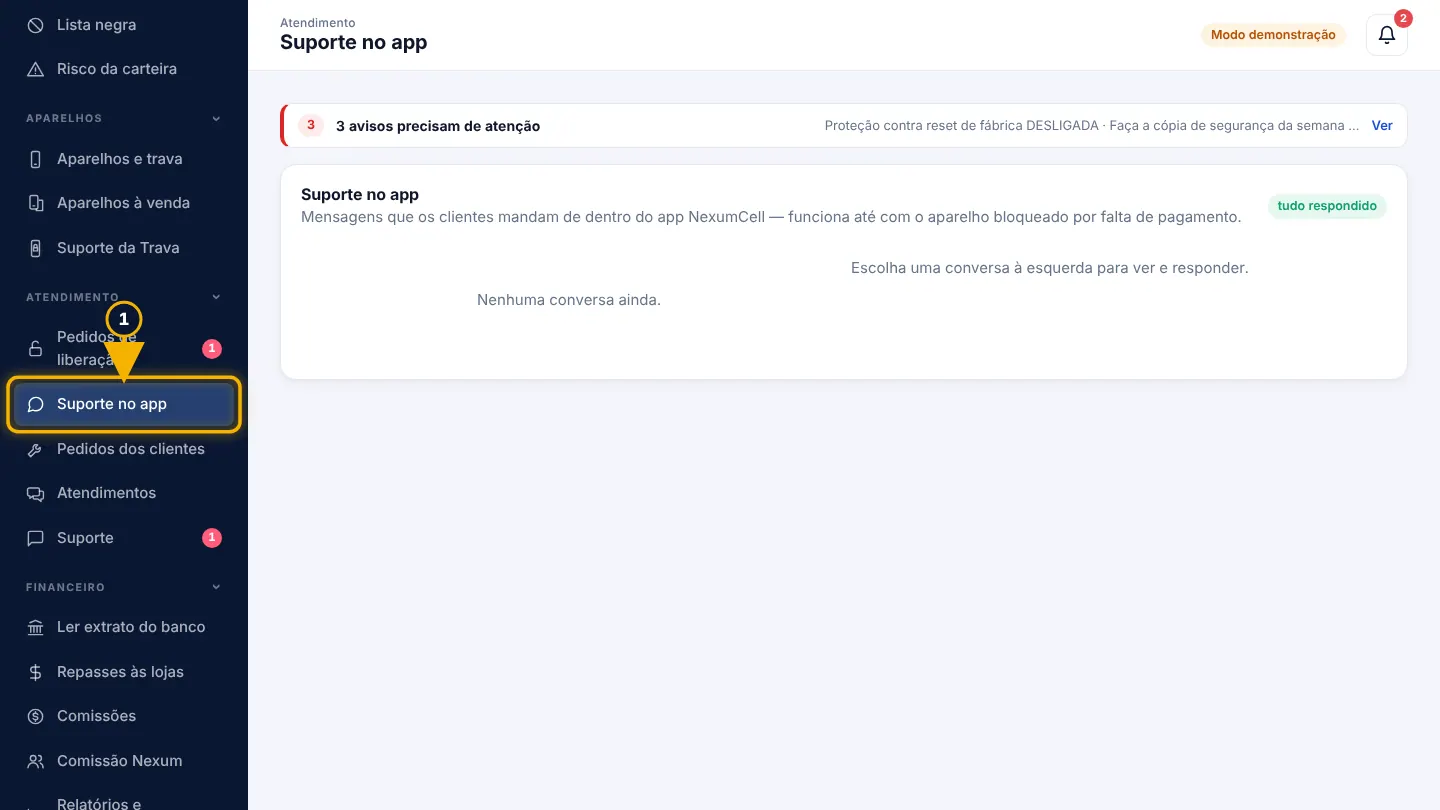 Lista negra
Risco da carteira
APARELHOS
Aparelhos e trava
Aparelhos à venda
Suporte da Trava
ATENDIMENTO
1
Pedidos de
liberaç
1
Suporte no app
Pedidos dos clientes
Atendimentos
Suporte
1
FINANCEIRO
Ler extrato do banco
Repasses às lojas
Comissões
Comissão Nexum
Relatórios e
Atendimento
Suporte no app
Modo demonstração
2
3
3 avisos precisam de atenção
Proteção contra reset de fábrica DESLIGADA · Faça a cópia de segurança da semana ...
Ver
Suporte no app
Mensagens que os clientes mandam de dentro do app NexumCell — funciona até com o aparelho bloqueado por falta de pagamento.
tudo respondido
Escolha uma conversa à esquerda para ver e responder.
Nenhuma conversa ainda.